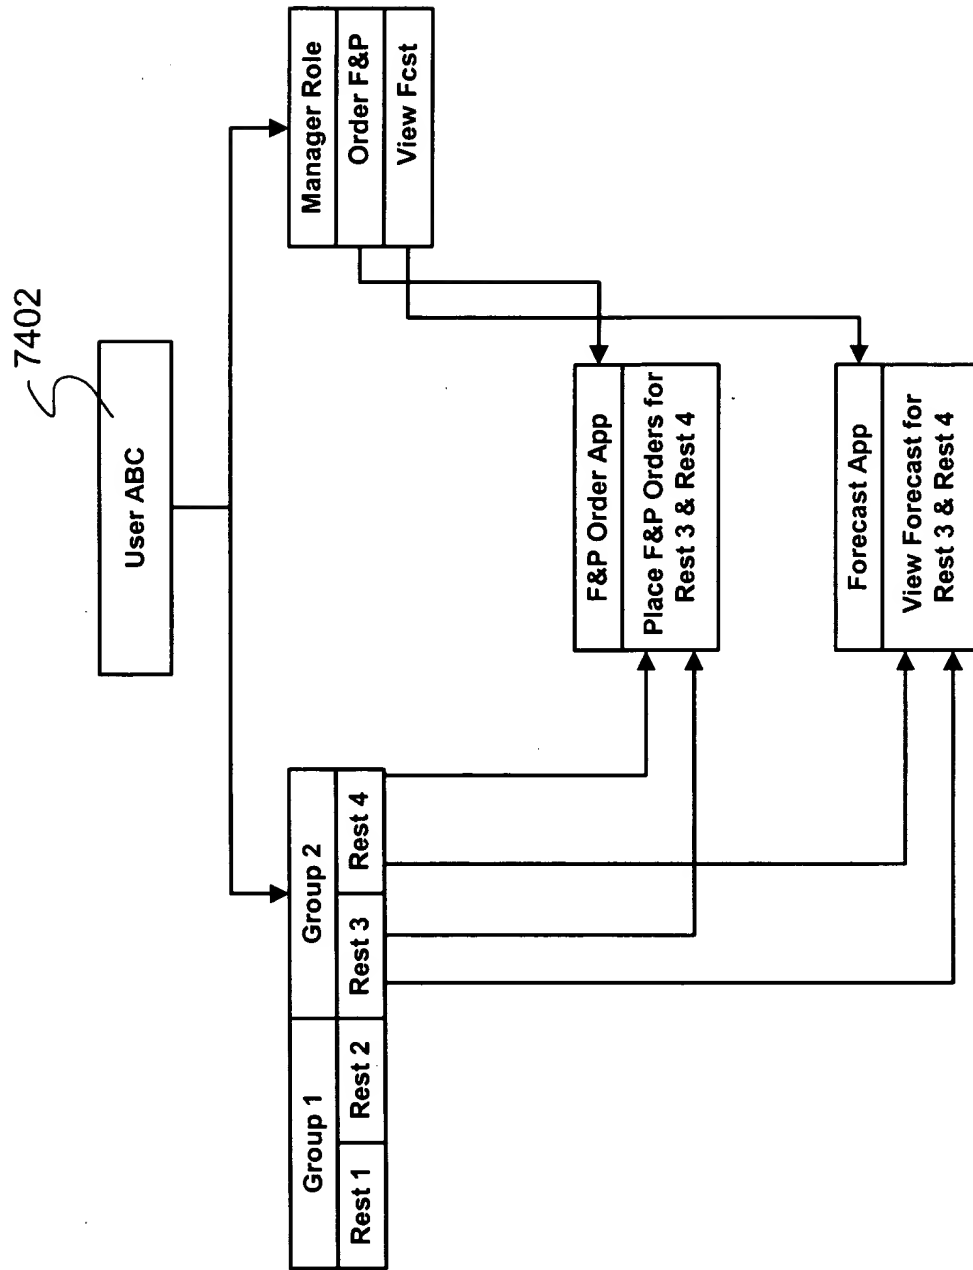 7402
User ABC
Group 1
Group 2
Rest 1
Rest 2
Rest 3
Rest 4
Manager Role
Order F&P
View Fcst
F&P Order App
Place F&P Orders for
Rest 3 & Rest 4
Forecast App
View Forecast for
Rest 3 & Rest 4